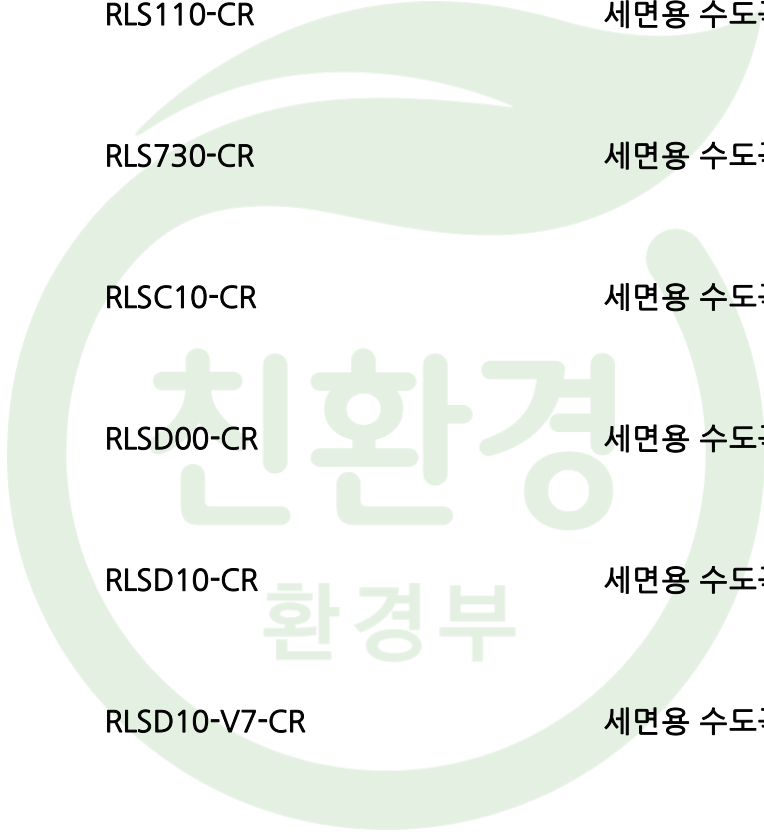 RLS110-CR 세면용 수도
RLS730-CR 세면용 수도
RLSC10-CR 세면용 수도
친환경
RLSD00-CR 세면용 수도
RLSD10-CR 세면용 수도
환경부
RLSD10-V7-CR 세면용 수도